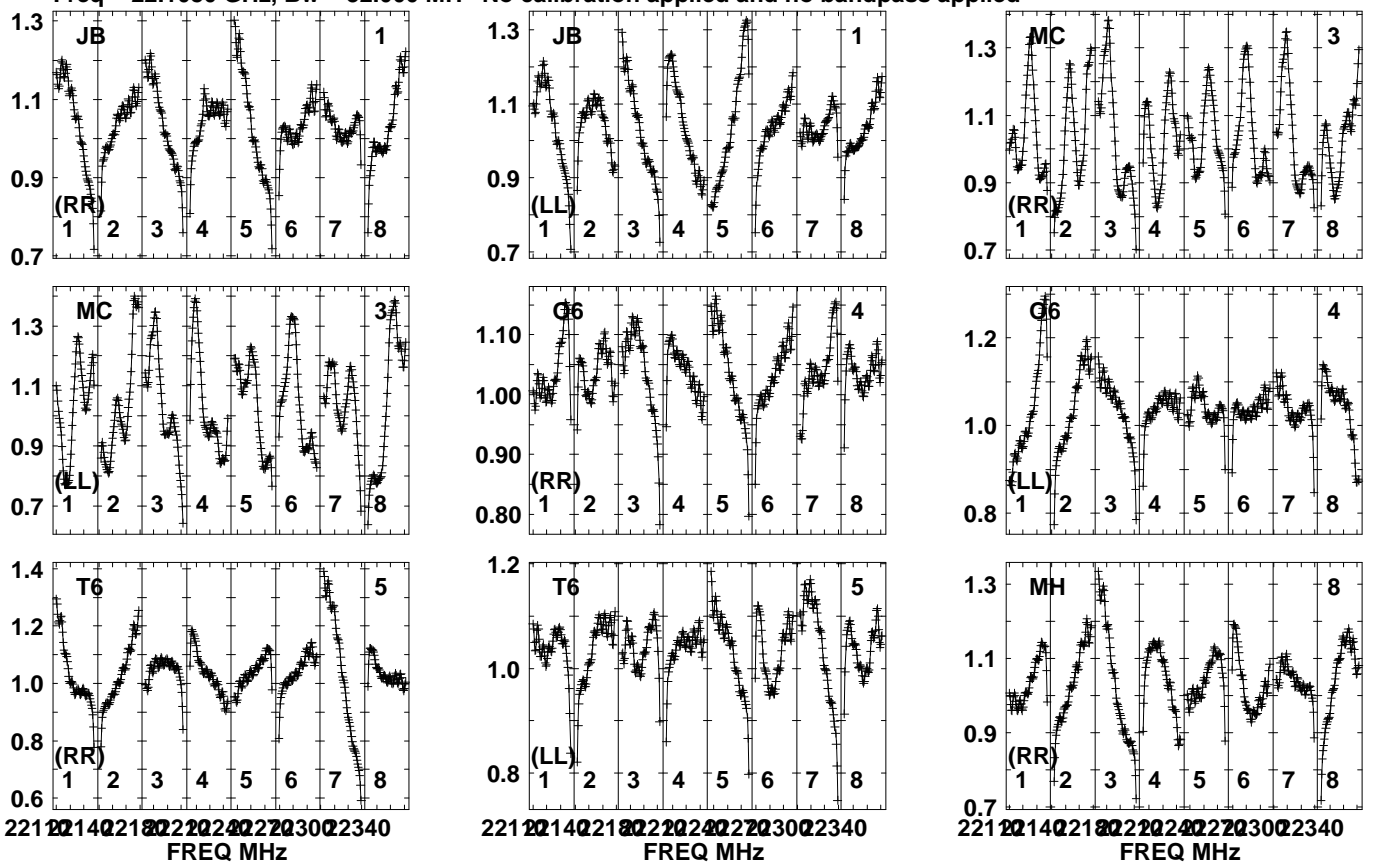 No calibration applied and no bandpass applied
1.3 JB 1
1.1
0.9
(RR)
1 2 3 4 5 6 7 8
0.7
1.3 JB 1
1.1
0.9
(LL)
1 2 3 4 5 6 7 8
0.7
1.3 MC 3
1.1
0.9
(RR)
1 2 3 4 5 6 7 8
0.7
MC 3
1.3
1.1
0.9
0.7 (LL)
1 2 3 4 5 6 7 8
O6 4
1.10
1.00
0.90
(RR)
1 2 3 4 5 6 7 8
0.80
O6 4
1.2
1.0
(LL)
1 2 3 4 5 6 7 8
0.8
1.4 T6 5
1.2
1.0
0.8
(RR)
1 2 3 4 5 6 7 8
0.6
FREQ MHz
1.2 T6 5
1.0
(LL)
0.8 1 2 3 4 5 6 7 8
FREQ MHz
1.3 MH 8
1.1
0.9
(RR)
1 2 3 4 5 6 7 8
0.7
FREQ MHz